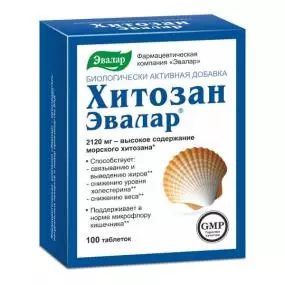 Эвалар
Фармацевтическая
компания «Эвалар»
БИОЛОГИЧЕСКИ АКТИВНАЯ ДОБАВКА
Хитозан
Эвалар®
2120 мг – высокое содержание
морского хитозана*
• Способствует:
- связыванию и
выведению жиров**
- снижению уровня
холестерина**
- снижению веса**
• Поддерживает в
норме микрофлору
кишечника**
100 таблеток
GMP